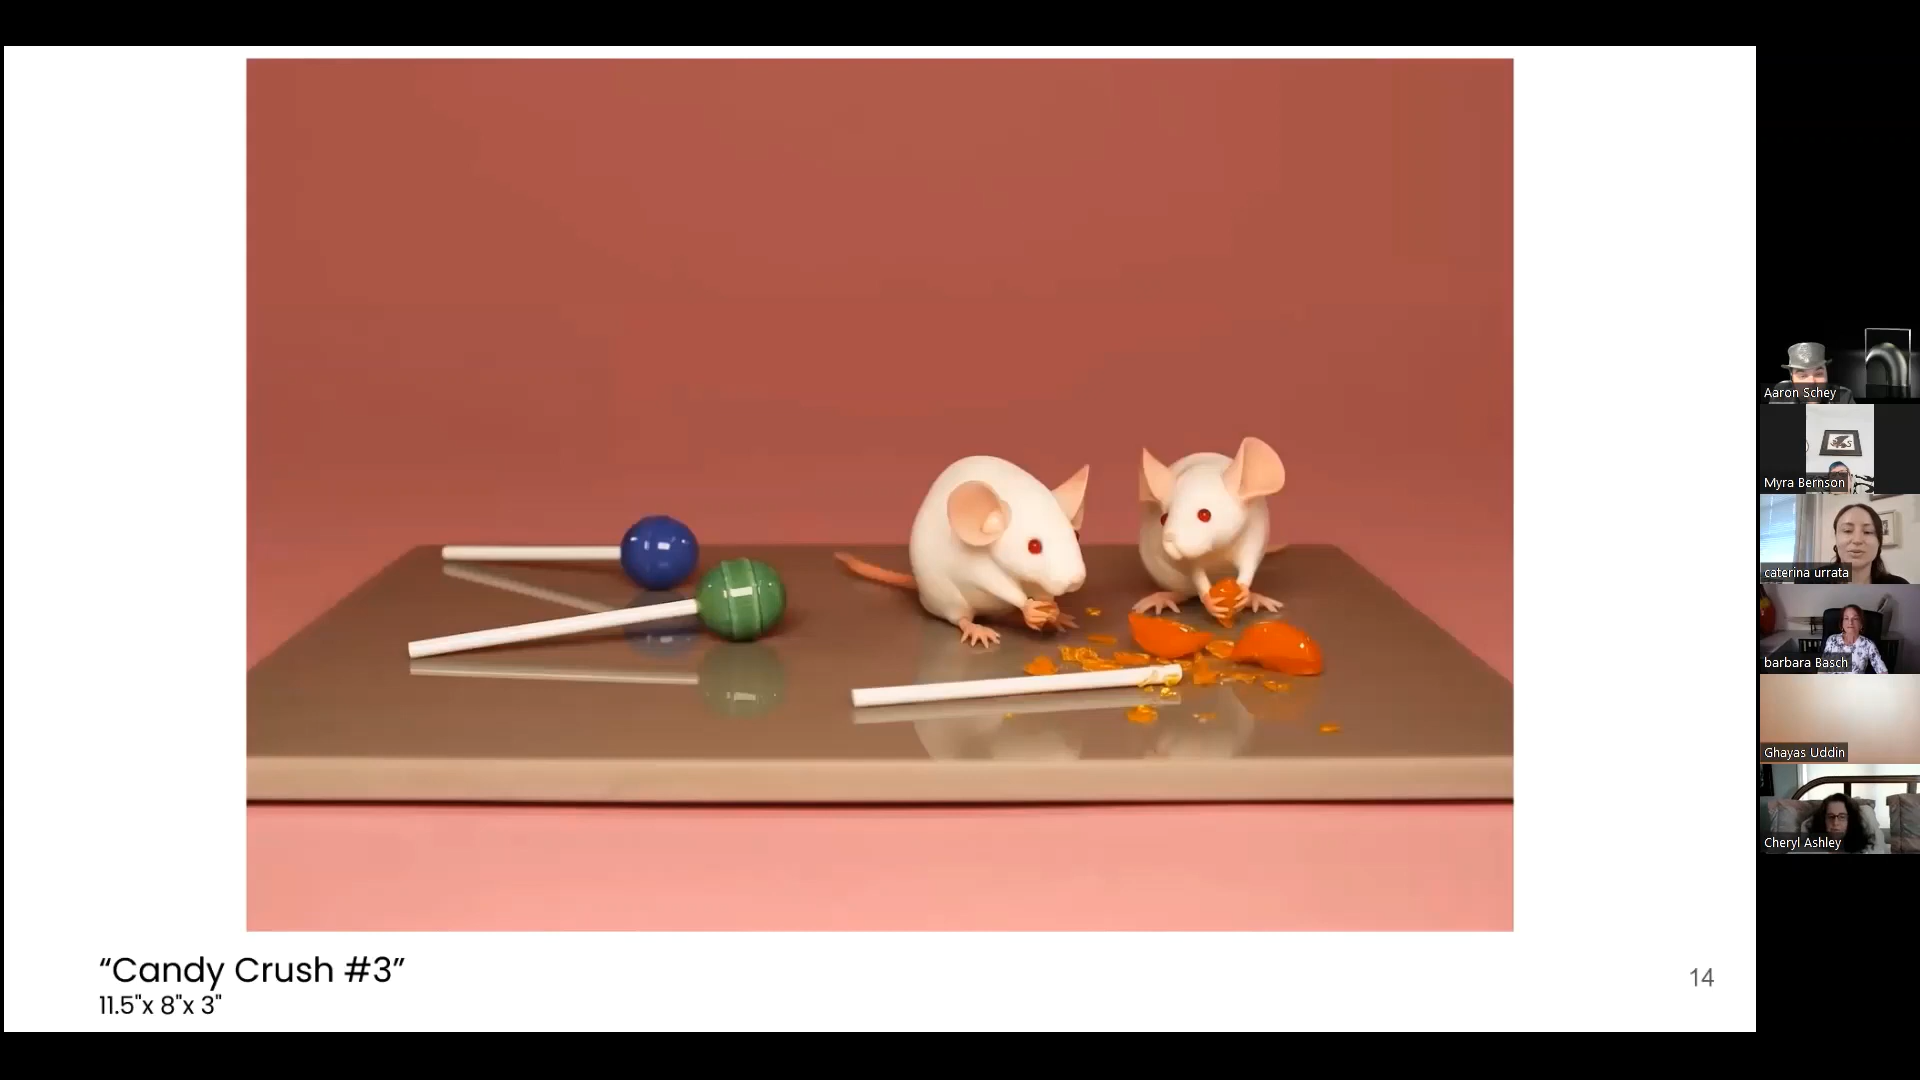 “Candy Crush #3”
11.5"x 8"x 3"
14
Aaron Schey
Myra Bernson
caterina urrata
barbara Basch
Ghayas Uddin
Cheryl Ashley